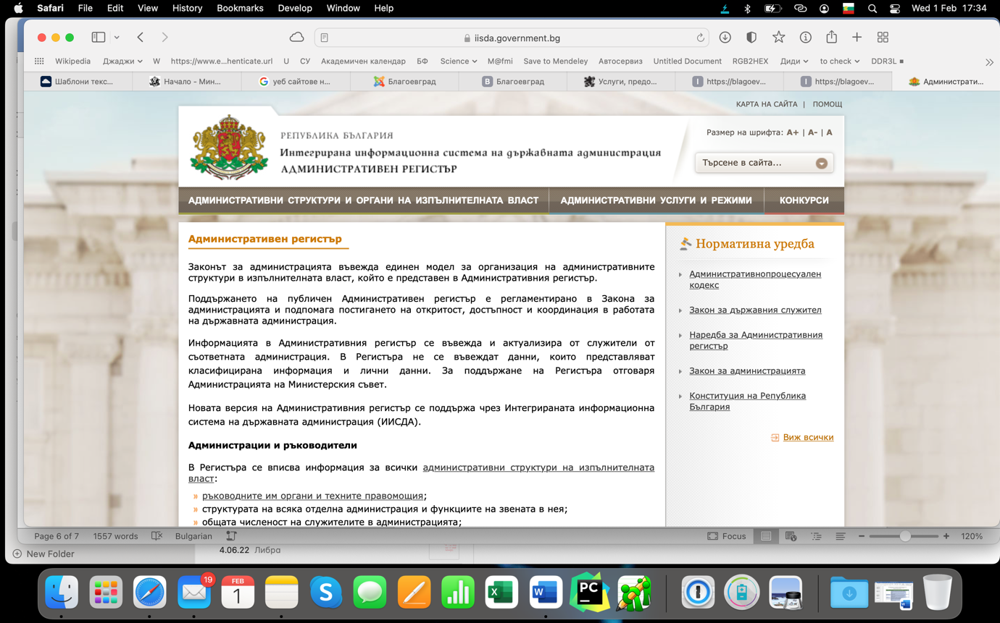 Safari File Edit View History Bookmarks Develop Window Help Wed 1 Feb 17:34
iisda.government.bg
Wikipedia Джаджи W https://www.e...henticate.url U СУ Академичен календар БФ Science M@fmi Save to Mendeley Автосервиз Untitled Document RGB2HEX Диди to check DDR3L
Шаблони текс... Начало - Мин... уеб сайтове н... Благоевград B Благоевград Услуги, предо... I https://blagoev... I https://blagoev... Администрати...
КАРТА НА САЙТА | ПОМОЩ
РЕПУБЛИКА БЪЛГАРИЯ
Интегрирана информационна система на държавната администрация
АДМИНИСТРАТИВЕН РЕГИСТЪР
Размер на шрифта: A+ | A- | A
Търсене в сайта...
АДМИНИСТРАТИВНИ СТРУКТУРИ И ОРГАНИ НА ИЗПЪЛНИТЕЛНАТА ВЛАСТ АДМИНИСТРАТИВНИ УСЛУГИ И РЕЖИМИ КОНКУРСИ
Административен регистър
Законът за администрацията въвежда единен модел за организация на административните
структури в изпълнителната власт, който е представен в Административния регистър.
Поддържането на публичен Административен регистър е регламентирано в Закона за
администрацията и подпомага постигането на откритост, достъпност и координация в работата
на държавната администрация.
Информацията в Административния регистър се въвежда и актуализира от служители от
съответната администрация. В Регистъра не се въвеждат данни, които представляват
класифицирана информация и лични данни. За поддържане на Регистъра отговаря
Администрацията на Министерския съвет.
Новата версия на Административния регистър се поддържа чрез Интегрираната информационна
система на държавната администрация (ИИСДА).
Администрации и ръководители
В Регистъра се вписва информация за всички административни структури на изпълнителната
власт:
» ръководните им органи и техните правомощия;
» структурата на всяка отделна администрация и функциите на звената в нея;
» общата численост на служителите в администрацията;
Нормативна уредба
Административнопроцесуален
кодекс
Закон за държавния служител
Наредба за Административния
регистър
Закон за администрацията
Конституция на Република
България
Виж всички
Page 6 of 7 1557 words Bulgarian Focus 120%
New Folder 4.06.22 Либра
19
FEB
1
S
X
W
PC